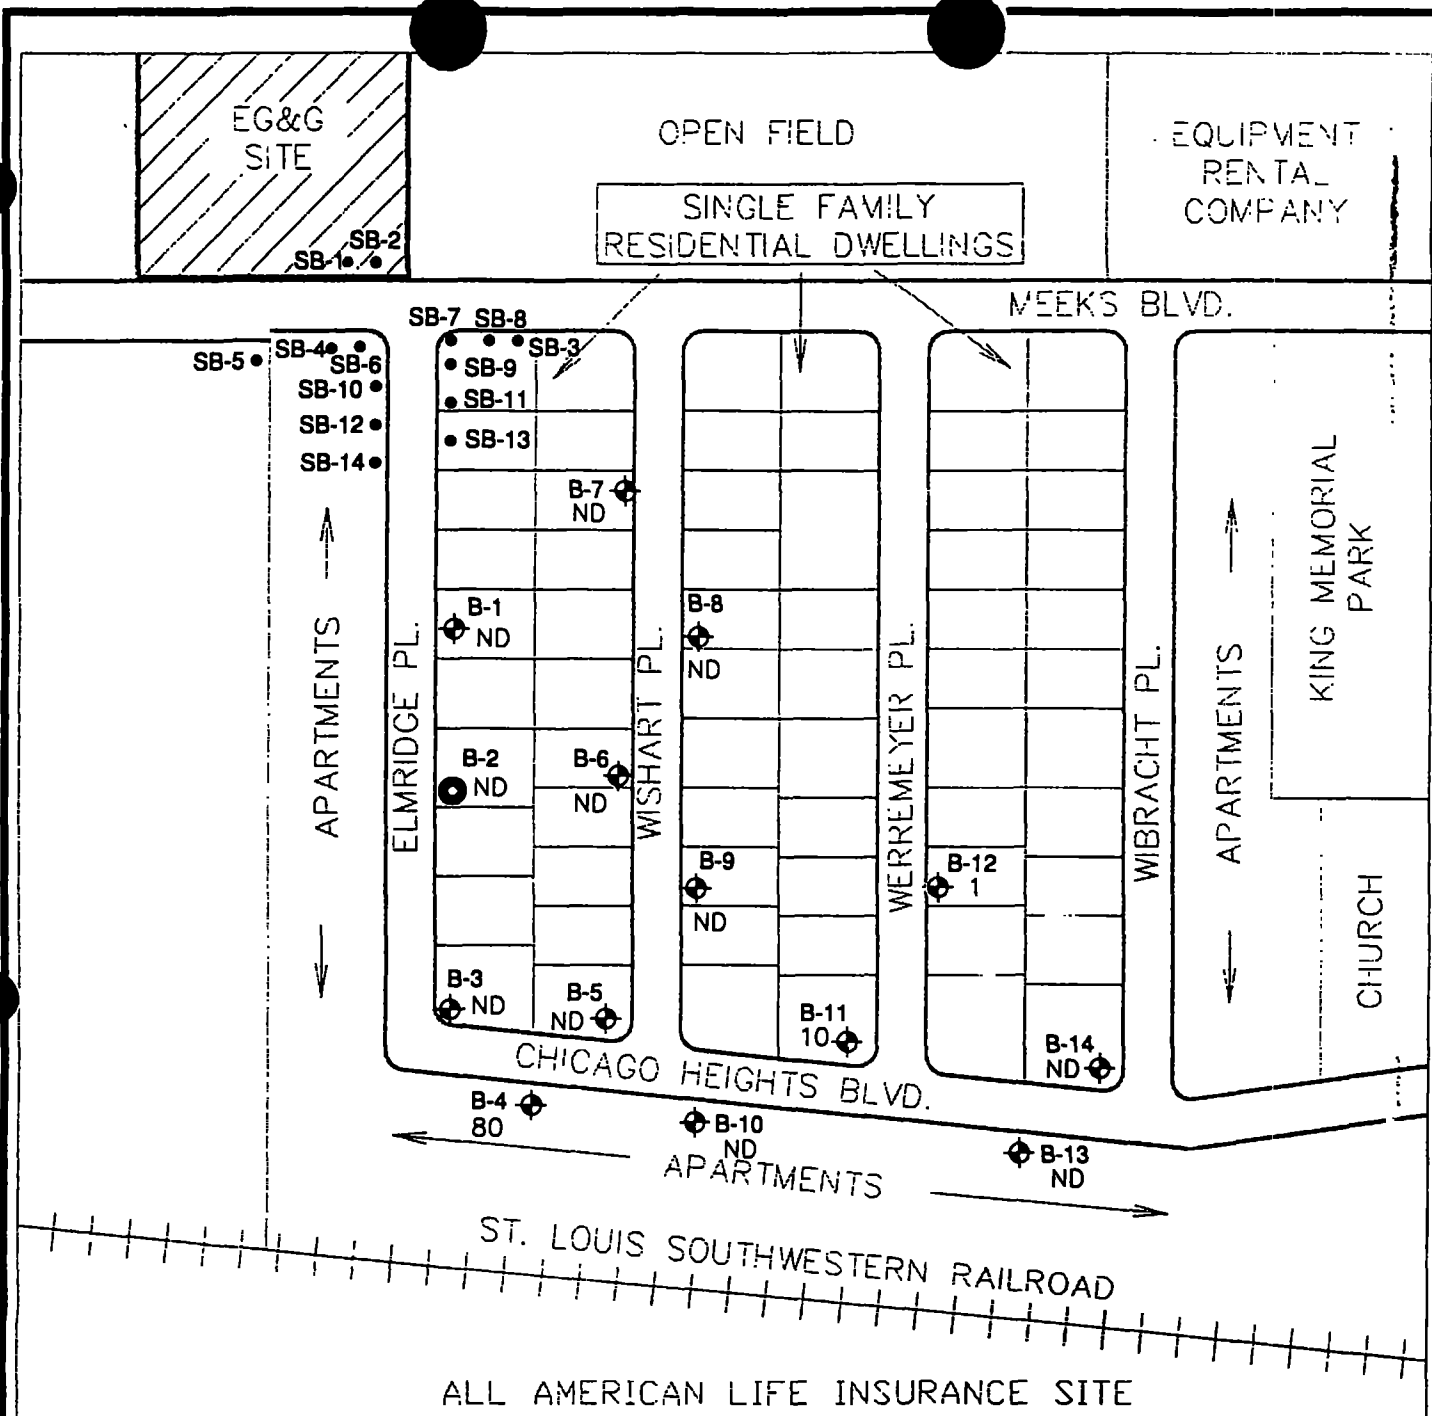 EG&G
SITE
OPEN FIELD
EQUIPMENT
RENTAL
COMPANY
SINGLE FAMILY
RESIDENTIAL DWELLINGS
SB-2
SB-1
MEEKS BLVD.
SB-7 SB-8
SB-4 SB-3
SB-5 SB-6
SB-9
SB-10
SB-11
SB-12
SB-13
SB-14
B-7
ND
B-1
ND
B-8
ND
B-2
ND
B-6
ND
B-9
ND
B-12
1
B-3
ND
B-5
ND
B-11
10
B-14
ND
APARTMENTS
ELMRIDGE PL.
WISHART PL.
WERREMEYER PL.
WIBRACHT PL.
APARTMENTS
KING MEMORIAL
PARK
CHURCH
CHICAGO HEIGHTS BLVD.
B-4
80
B-10
ND
B-13
ND
APARTMENTS
ST. LOUIS SOUTHWESTERN RAILROAD
ALL AMERICAN LIFE INSURANCE SITE